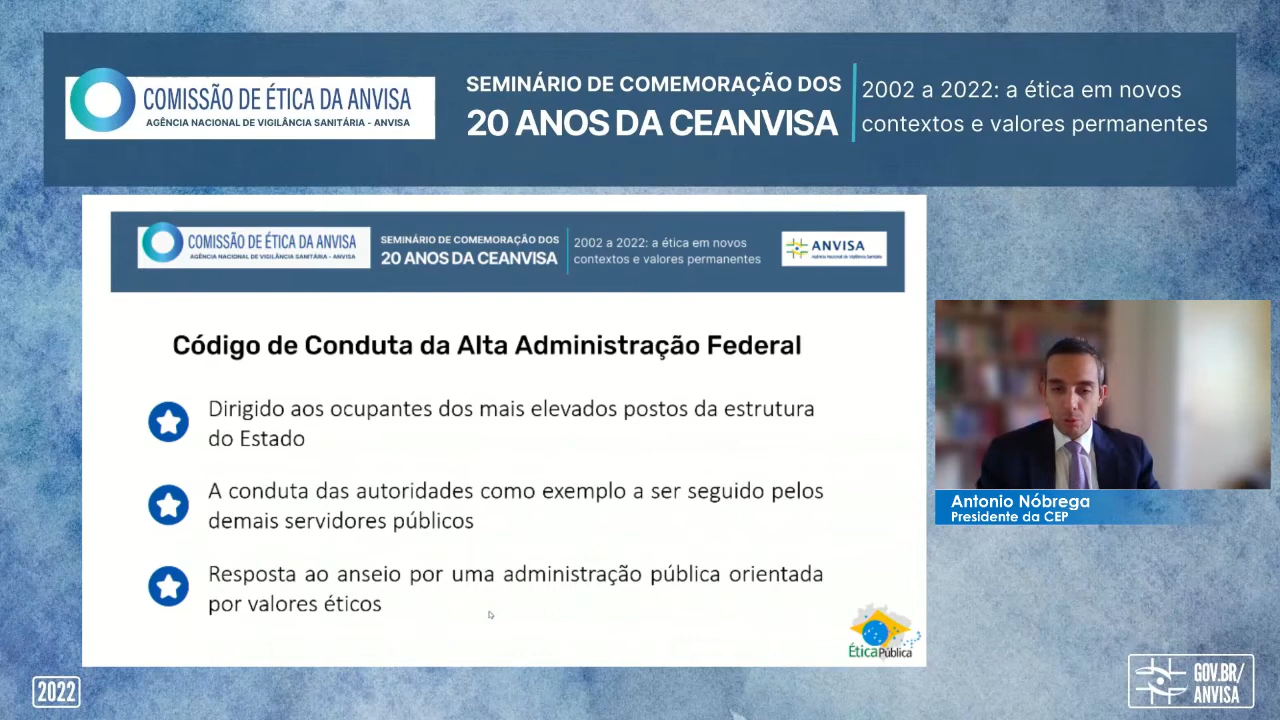 COMISSÃO DE ÉTICA DA ANVISA
AGÊNCIA NACIONAL DE VIGILÂNCIA SANITÁRIA - ANVISA
SEMINÁRIO DE COMEMORAÇÃO DOS
20 ANOS DA CEANVISA
2002 a 2022: a ética em novos
contextos e valores permanentes
COMISSÃO DE ÉTICA DA ANVISA
AGÊNCIA NACIONAL DE VIGILÂNCIA SANITÁRIA - ANVISA
SEMINÁRIO DE COMEMORAÇÃO DOS
20 ANOS DA CEANVISA
2002 a 2022: a ética em novos
contextos e valores permanentes
ANVISA
Agência Nacional de Vigilância Sanitária
Código de Conduta da Alta Administração Federal
Dirigido aos ocupantes dos mais elevados postos da estrutura
do Estado
A conduta das autoridades como exemplo a ser seguido pelos
demais servidores públicos
Resposta ao anseio por uma administração pública orientada
por valores éticos
ÉticaPública
Antonio Nóbrega
Presidente da CEP
2022
GOV.BR/
ANVISA